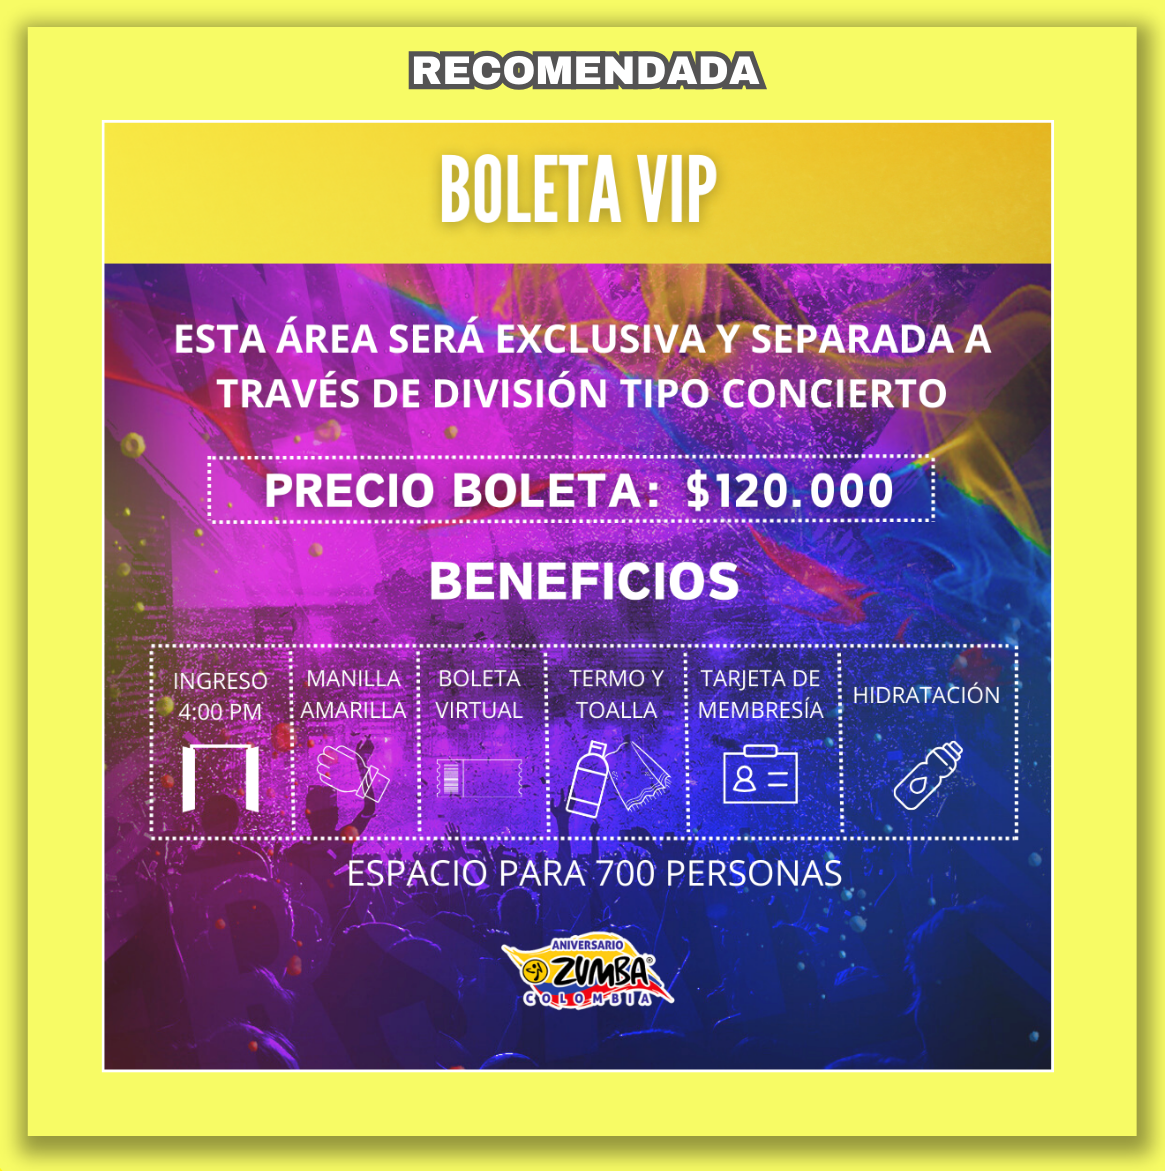 RECOMENDADA
BOLETA VIP
ESTA ÁREA SERÁ EXCLUSIVA Y SEPARADA A
TRAVÉS DE DIVISIÓN TIPO CONCIERTO
PRECIO BOLETA: $120.000
BENEFICIOS
INGRESO
4:00 PM
MANILLA
AMARILLA
BOLETA
VIRTUAL
TERMO Y
TOALLA
TARJETA DE
MEMBRESÍA
HIDRATACIÓN
ESPACIO PARA 700 PERSONAS
ANIVERSARIO
ZUMBA®
COLOMBIA